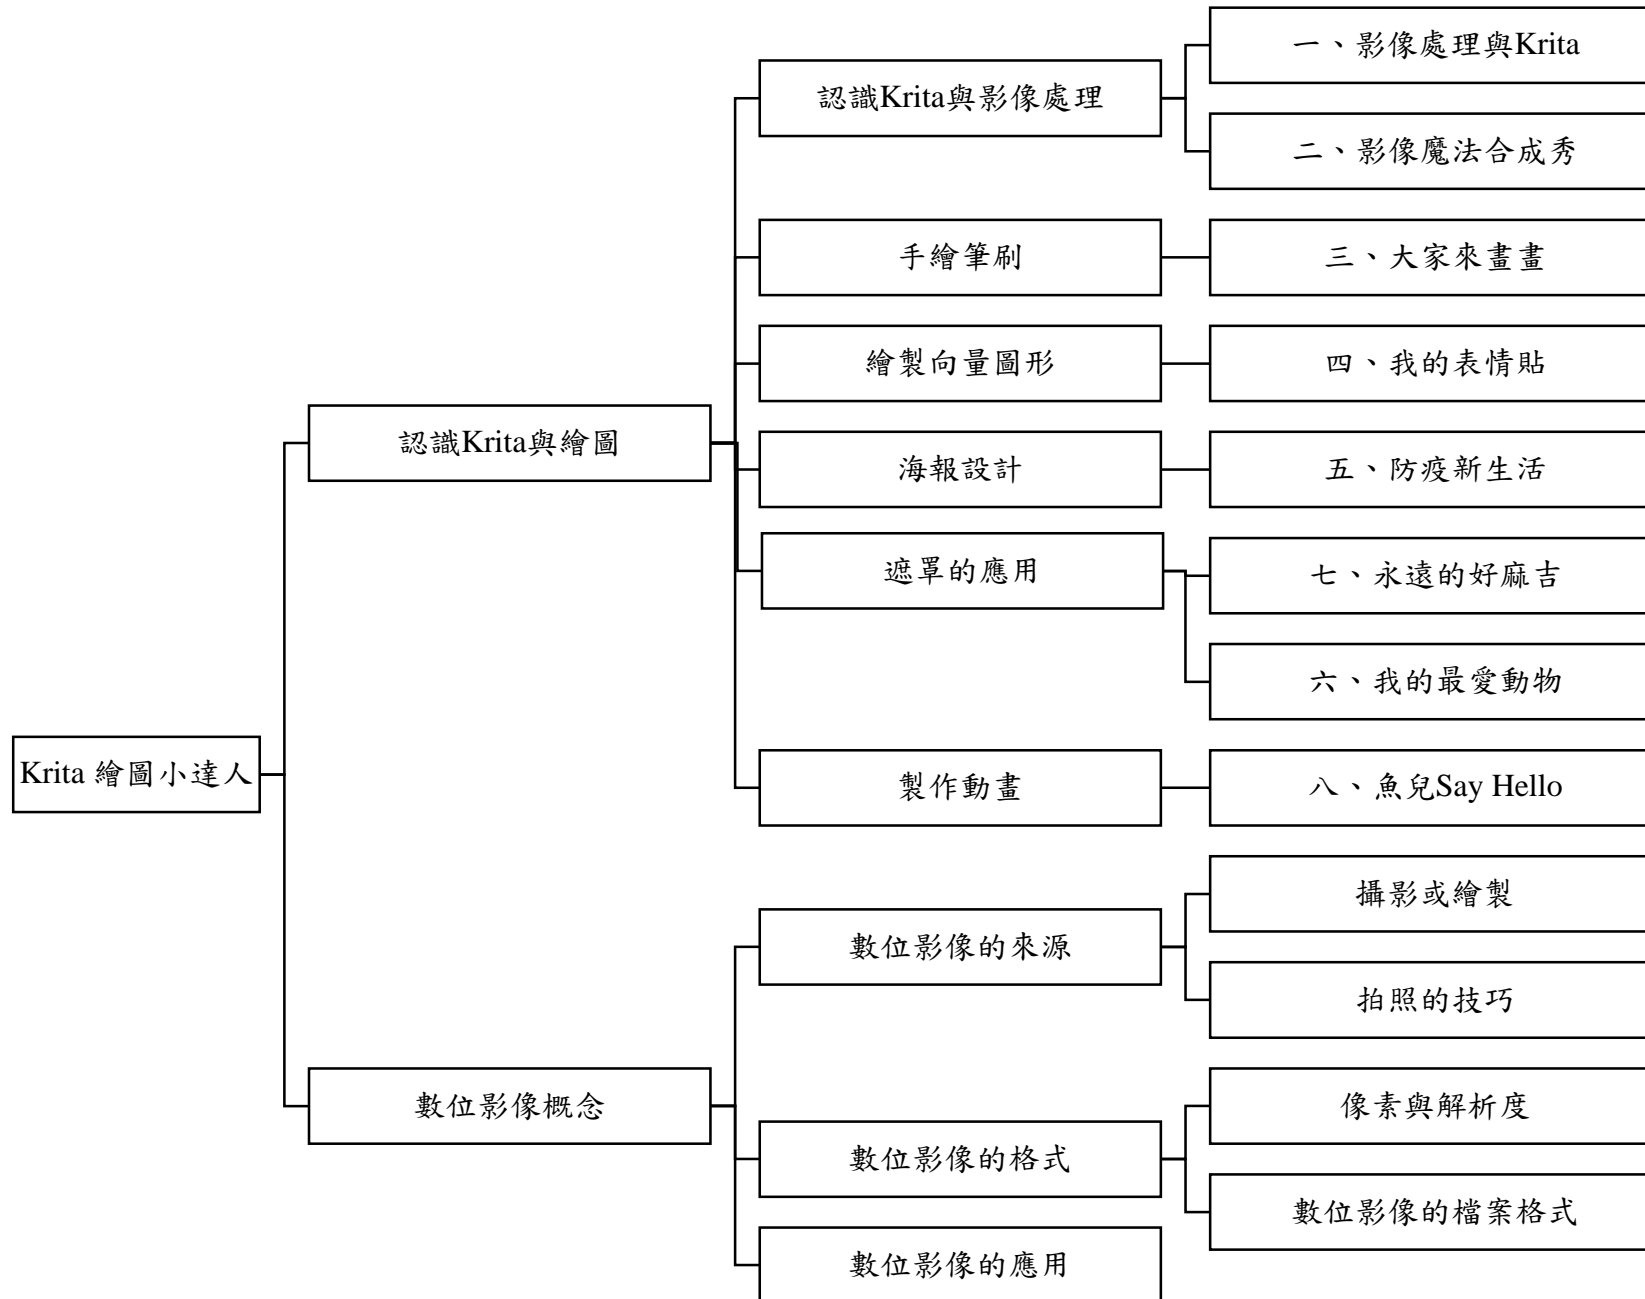 Krita 繪圖小達人
認識Krita與繪圖
認識Krita與影像處理
一、影像處理與Krita
二、影像魔法合成秀
手繪筆刷
三、大家來畫畫
繪製向量圖形
四、我的表情貼
海報設計
五、防疫新生活
遮罩的應用
七、永遠的好麻吉
六、我的最愛動物
製作動畫
八、魚兒Say Hello
數位影像概念
數位影像的來源
攝影或繪製
拍照的技巧
數位影像的格式
像素與解析度
數位影像的檔案格式
數位影像的應用